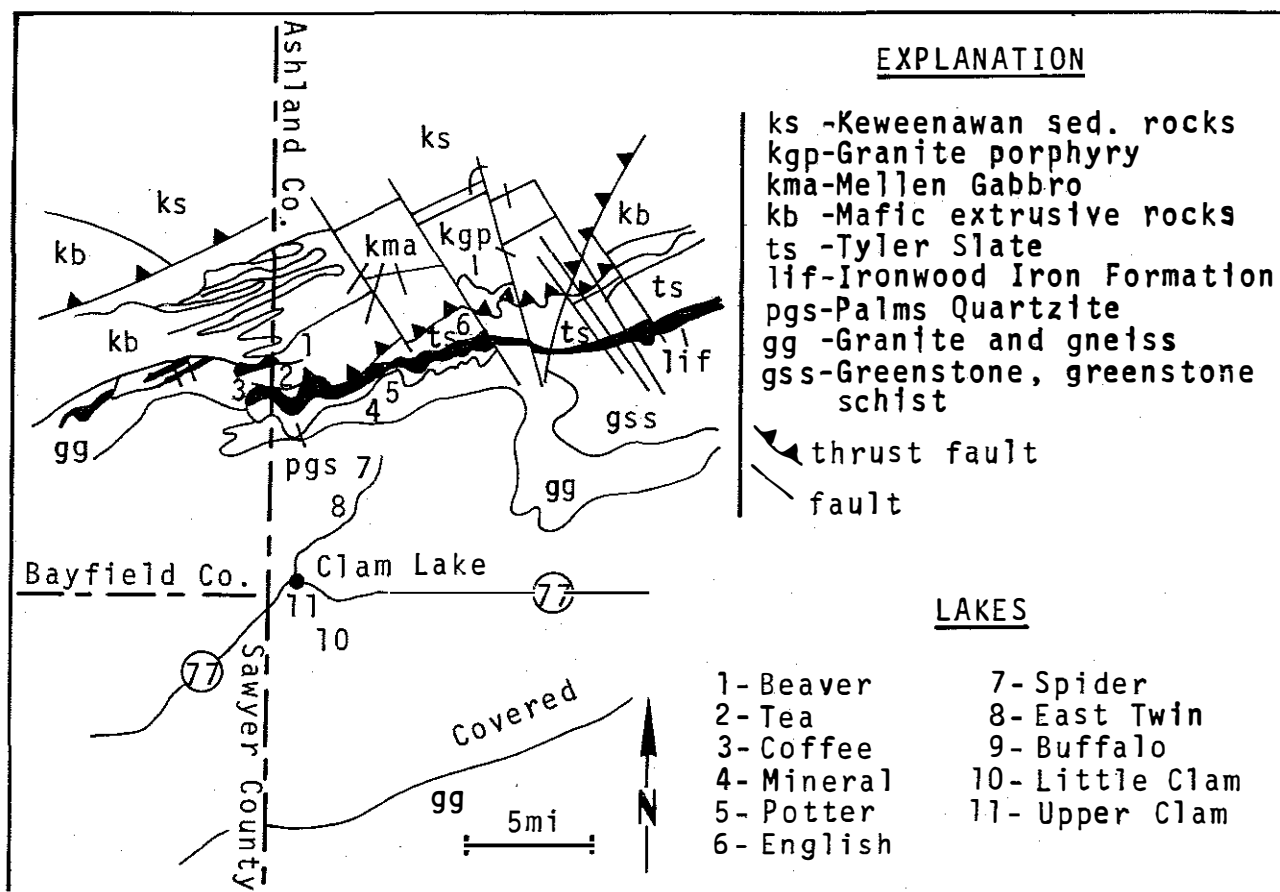 Ashland Co.
ks
ks
kb
kma
kgp
kb
ts
kb
1
ts
6
ts
lif
2
3
5
4
gg
pgs
7
gss
gg
8
Bayfield Co.
Clam Lake
11
77
10
77
Sawyer County
Covered
gg
5mi
N
EXPLANATION
ks -Keweenawan sed. rocks
kgp-Granite porphyry
kma-Mellen Gabbro
kb -Mafic extrusive rocks
ts -Tyler Slate
lif-Ironwood Iron Formation
pgs-Palms Quartzite
gg -Granite and gneiss
gss-Greenstone, greenstone
schist
thrust fault
fault
LAKES
1- Beaver
2- Tea
3- Coffee
4- Mineral
5- Potter
6- English
7- Spider
8- East Twin
9- Buffalo
10- Little Clam
11- Upper Clam